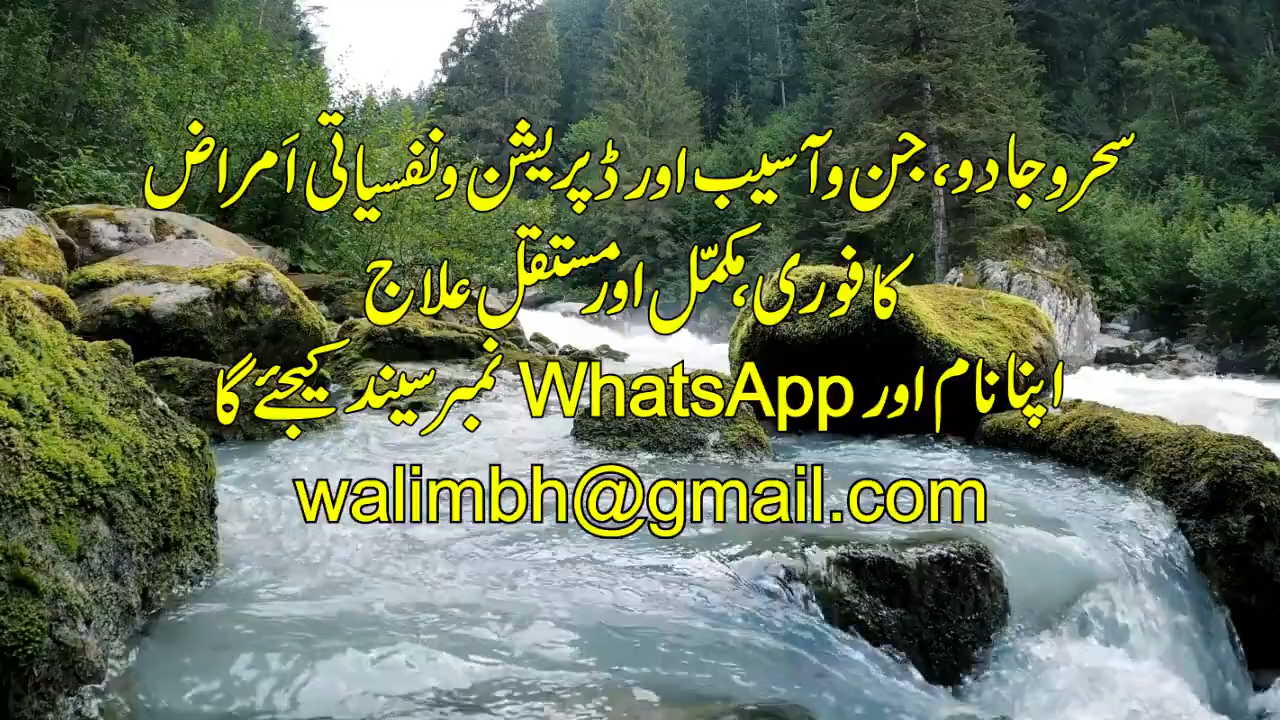 سحر و جادو، جن و آسیب اور ڈپریشن و نفسیاتی اَمراض
کا فوری، مکمّل اور مستقل علاج
اپنا نام اور WhatsApp نمبر سیند کیجئے گا
walimbh@gmail.com